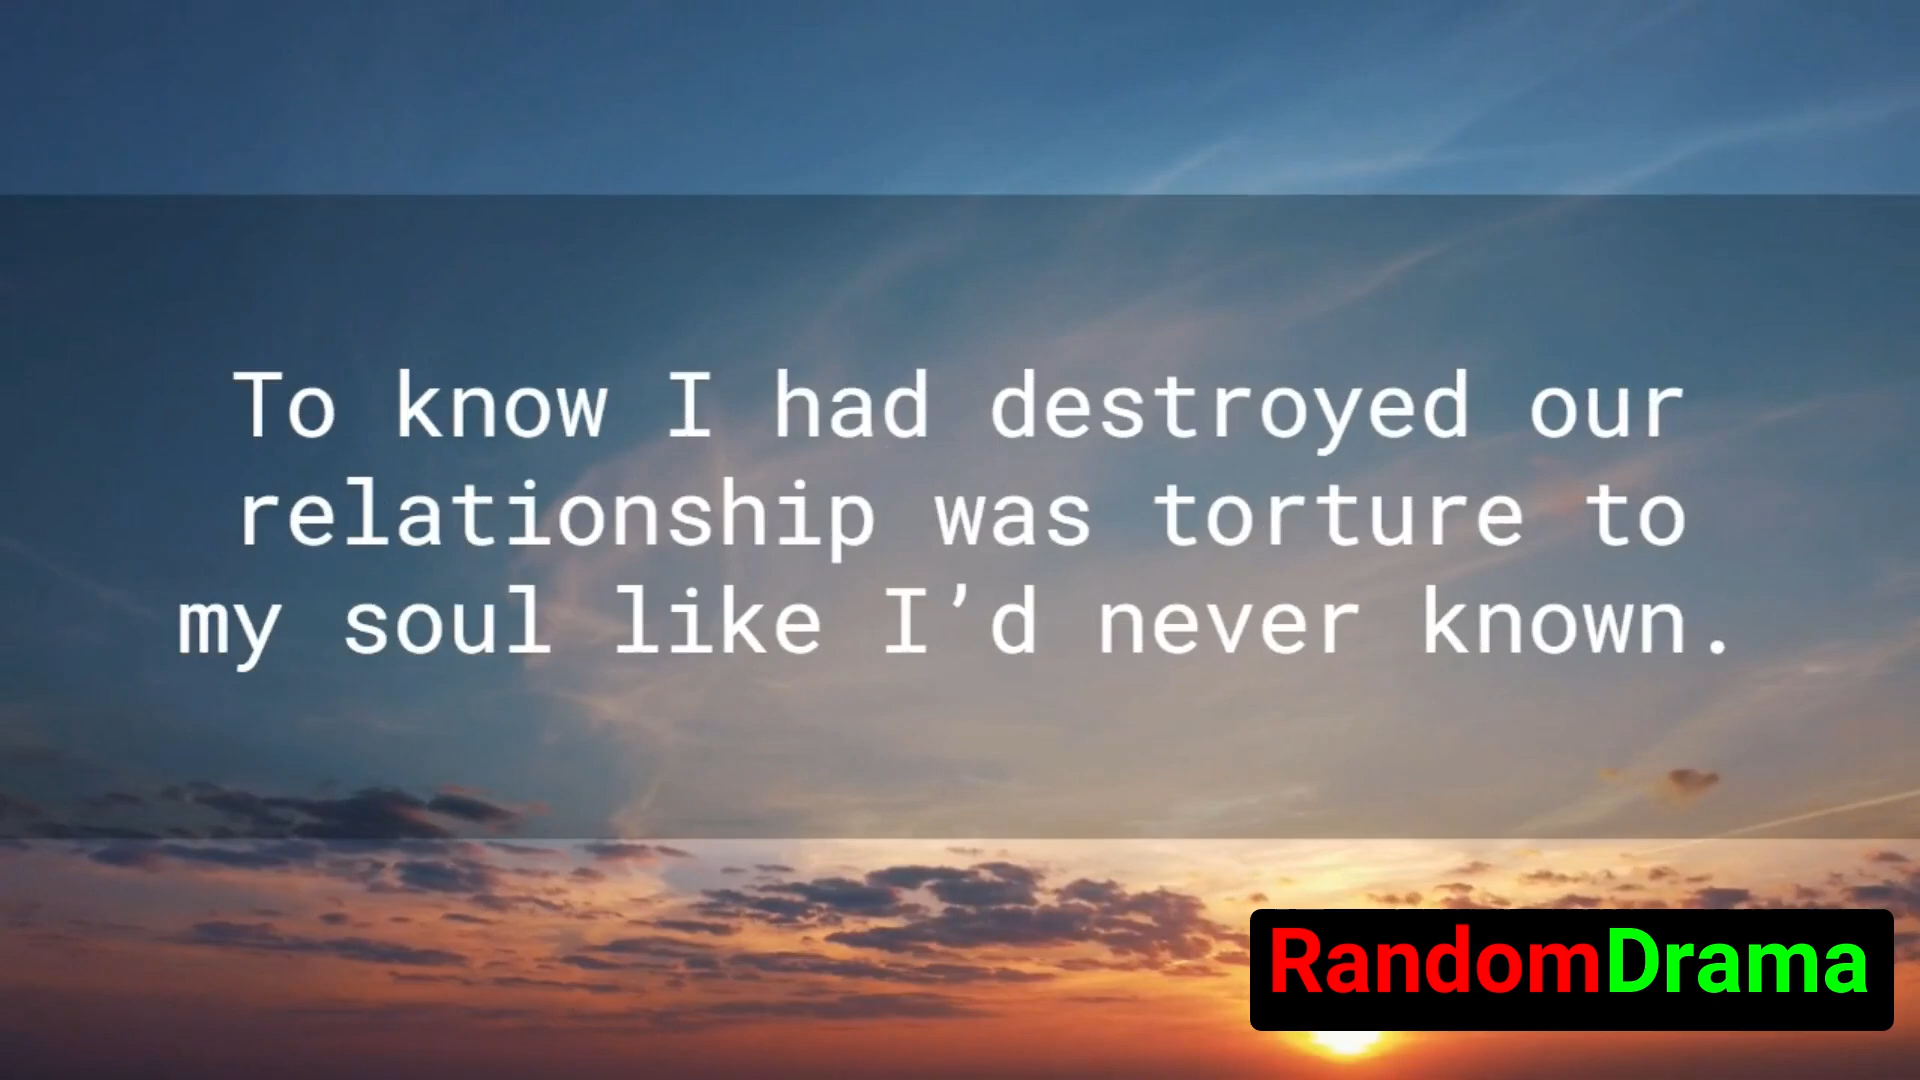 To know I had destroyed our
relationship was torture to
my soul like I’d never known.
RandomDrama